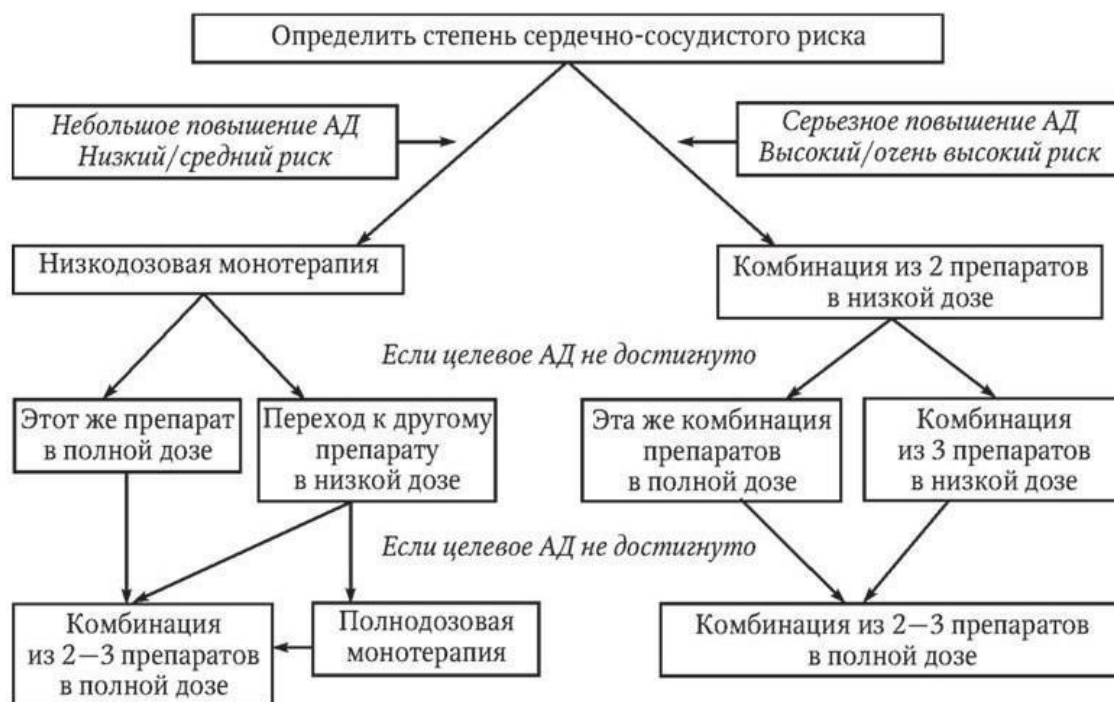 Определить степень сердечно-сосудистого риска
Небольшое повышение АД
Низкий/средний риск
Серьезное повышение АД
Высокий/очень высокий риск
Низкодозовая монотерапия
Комбинация из 2 препаратов
в низкой дозе
Если целевое АД не достигнуто
Этот же препарат
в полной дозе
Переход к другому
препарату
в низкой дозе
Эта же комбинация
препаратов
в полной дозе
Комбинация
из 3 препаратов
в низкой дозе
Если целевое АД не достигнуто
Комбинация
из 2—3 препаратов
в полной дозе
Полнодозовая
монотерапия
Комбинация из 2—3 препаратов
в полной дозе